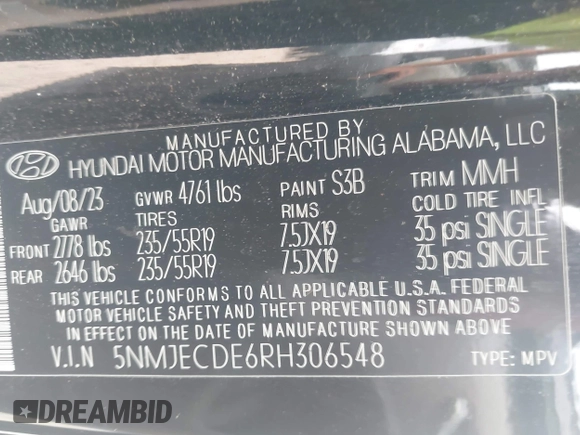 MANUFACTURED BY
HYUNDAI MOTOR MANUFACTURING ALABAMA, LLC
Aug/08/23 GVWR 4761 lbs PAINT S3B TRIM MMH
GAWR TIRES RIMS COLD TIRE INFL
FRONT 2778 lbs 235/55R19 7.5JX19 35 psi SINGLE
REAR 2646 lbs 235/55R19 7.5JX19 35 psi SINGLE
THIS VEHICLE CONFORMS TO ALL APPLICABLE U.S.A. FEDERAL
MOTOR VEHICLE SAFETY AND THEFT PREVENTION STANDARDS
IN EFFECT ON THE DATE OF MANUFACTURE SHOWN ABOVE.
V.I.N 5NMJECDE6RH306548 TYPE: MPV
DREAMBID